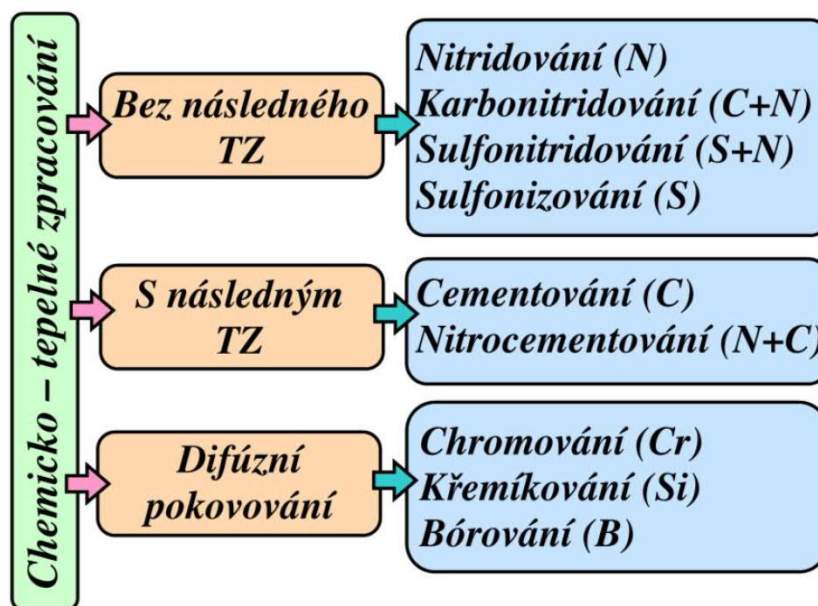 Chemicko – tepelné zpracování
Bez následného
TZ
Nitridování (N)
Karbonitridování (C+N)
Sulfonitridování (S+N)
Sulfonizování (S)
S následným
TZ
Cementování (C)
Nitrocementování (N+C)
Difúzní
pokovování
Chromování (Cr)
Křemíkování (Si)
Bórování (B)